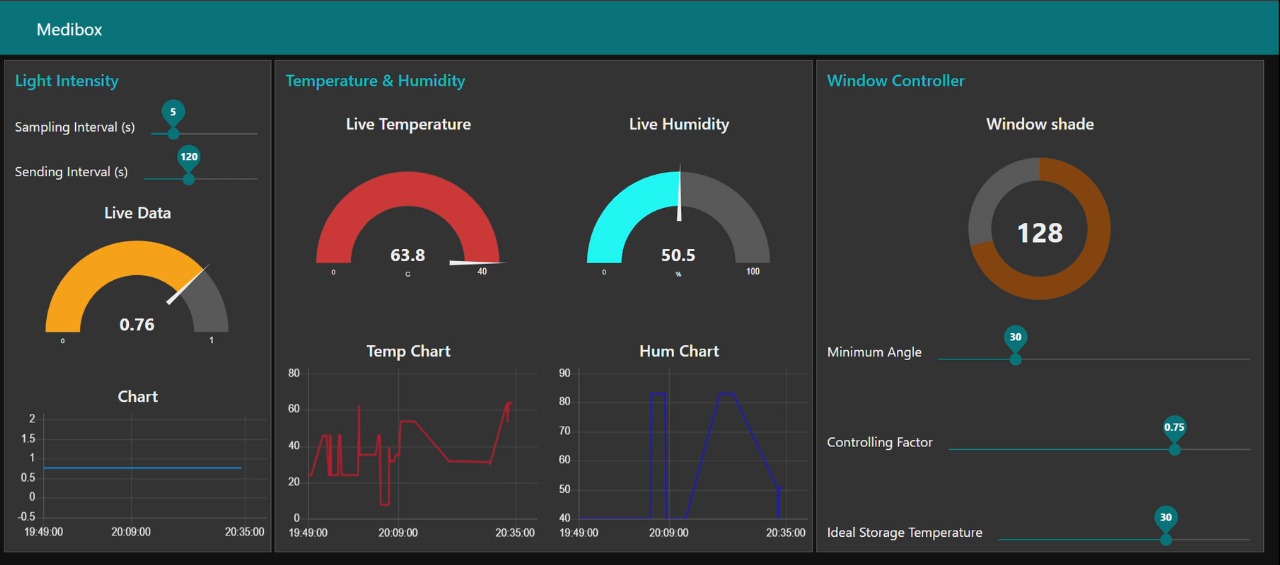 Medibox
Light Intensity
Sampling Interval (s)
5
Sending Interval (s)
120
Live Data
0.76
0
1
Chart
2
1.5
1
0.5
0
-0.5
19:49:00
20:09:00
20:35:00
Temperature & Humidity
Live Temperature
63.8
C
0
40
Live Humidity
50.5
%
0
100
Temp Chart
80
60
40
20
0
19:49:00
20:09:00
20:35:00
Hum Chart
90
80
70
60
50
40
19:49:00
20:09:00
20:35:00
Window Controller
Window shade
128
Minimum Angle
30
Controlling Factor
0.75
Ideal Storage Temperature
30